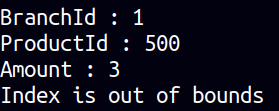 BranchId : 1
ProductId : 500
Amount : 3
Index is out of bounds